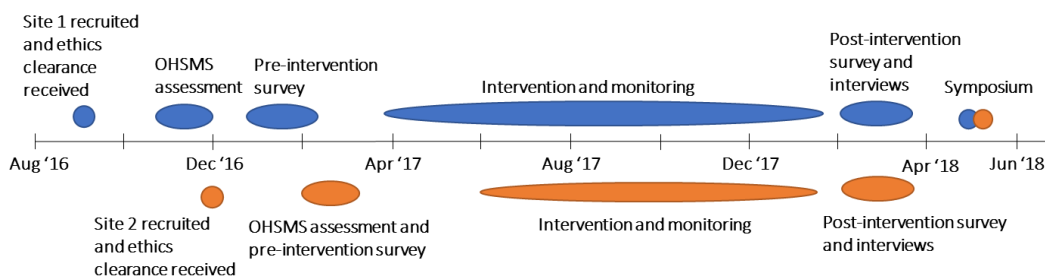 Site 1 recruited
and ethics
clearance
received
OHSMS
assessment
Pre-intervention
survey
Intervention and monitoring
Post-intervention
survey and
interviews
Symposium
Aug ‘16
Dec ‘16
Apr ‘17
Aug ‘17
Dec ‘17
Apr ‘18
Jun ‘18
Site 2 recruited
and ethics
clearance received
OHSMS assessment and
pre-intervention survey
Intervention and monitoring
Post-intervention survey
and interviews